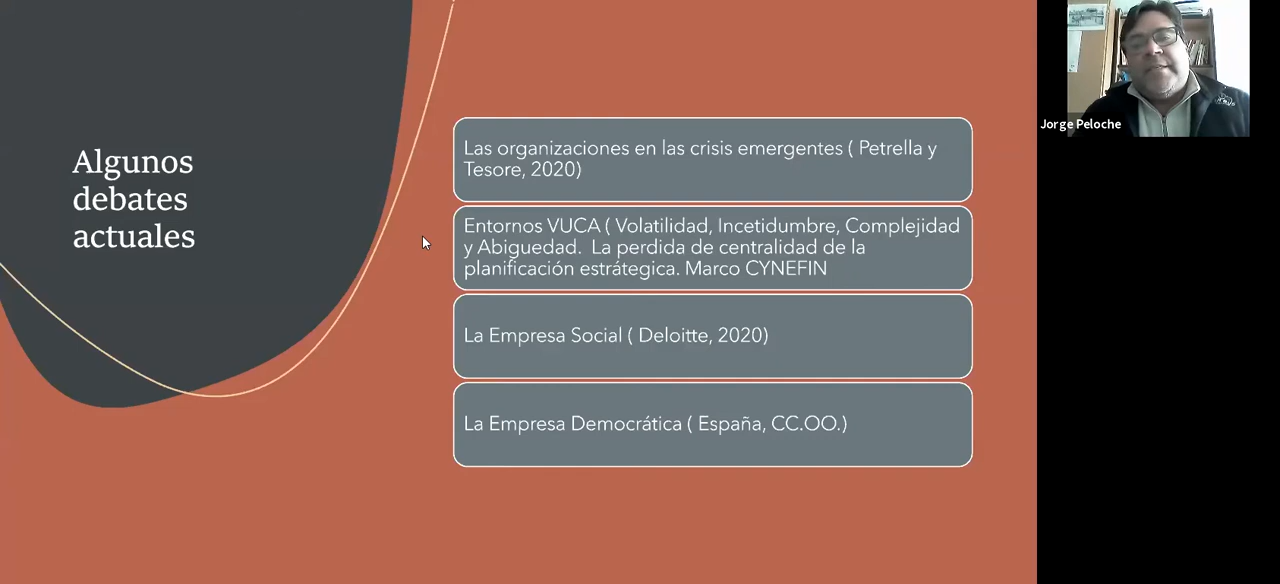 Algunos
debates
actuales
Las organizaciones en las crisis emergentes ( Petrella y
Tesore, 2020)
Entornos VUCA ( Volatilidad, Incetidumbre, Complejidad
y Abiguedad.  La perdida de centralidad de la
planificación estrátegica. Marco CYNEFIN
La Empresa Social ( Deloitte, 2020)
La Empresa Democrática ( España, CC.OO.)
Jorge Peloche